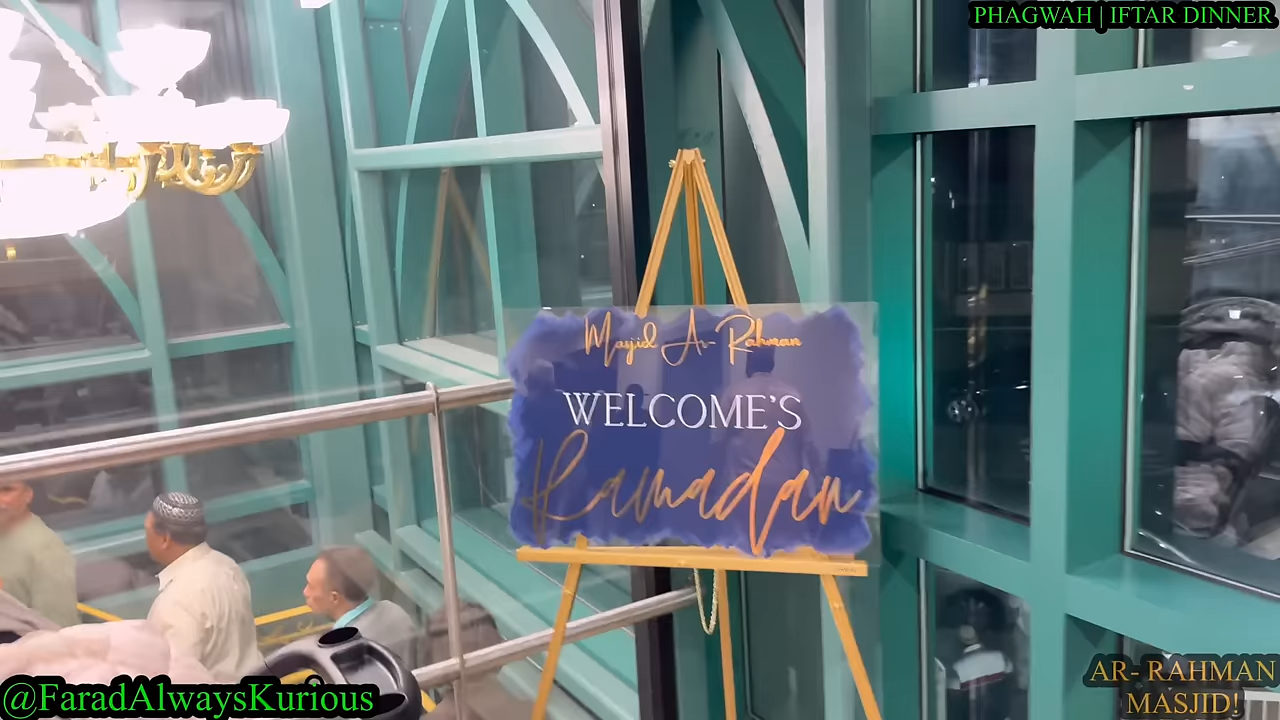 PHAGWAH | IFTAR DINNER
Masjid Ar- Rahman
WELCOME'S
Ramadan
@FaradAlwaysKurious
AR- RAHMAN
MASJID!